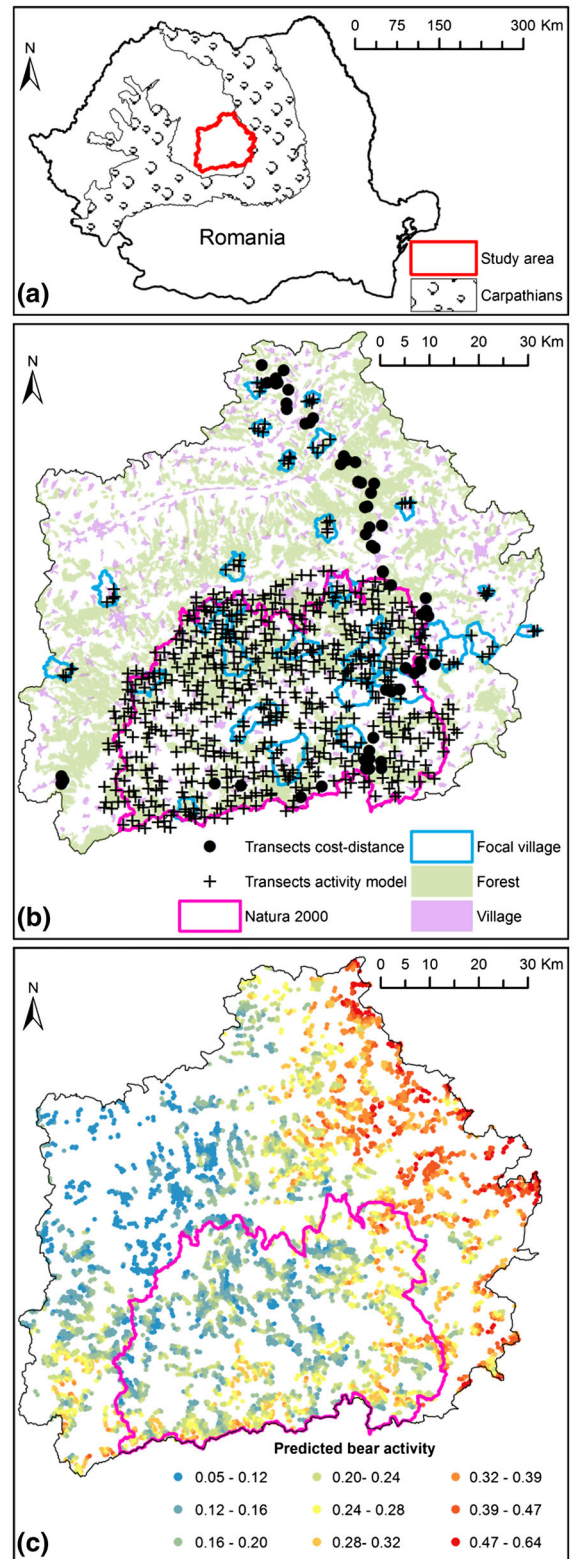 N
0 75 150 300 Km
Romania
Study area
Carpathians
(a)
N
0 5 10 20 30 Km
Transects cost-distance
Focal village
Transects activity model
Forest
Natura 2000
Village
(b)
N
0 5 10 20 30 Km
Predicted bear activity
0.05 - 0.12 0.20- 0.24 0.32 - 0.39
0.12 - 0.16 0.24 - 0.28 0.39 - 0.47
0.16 - 0.20 0.28- 0.32 0.47 - 0.64
(c)